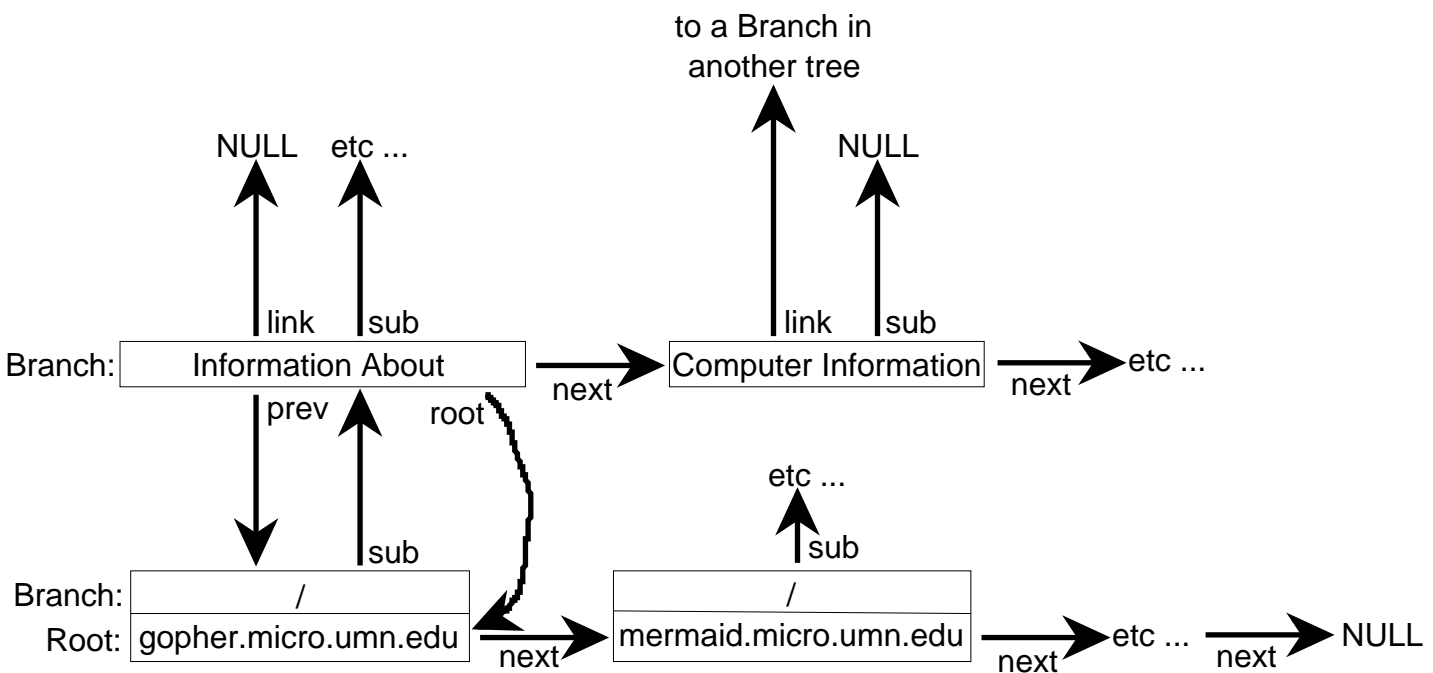 to a Branch in
another tree
NULL etc ... NULL
link sub link sub
Branch: Information About next Computer Information next etc ...
prev root
etc ...
sub sub
Branch: / /
Root: gopher.micro.umn.edu next mermaid.micro.umn.edu next etc ... next NULL